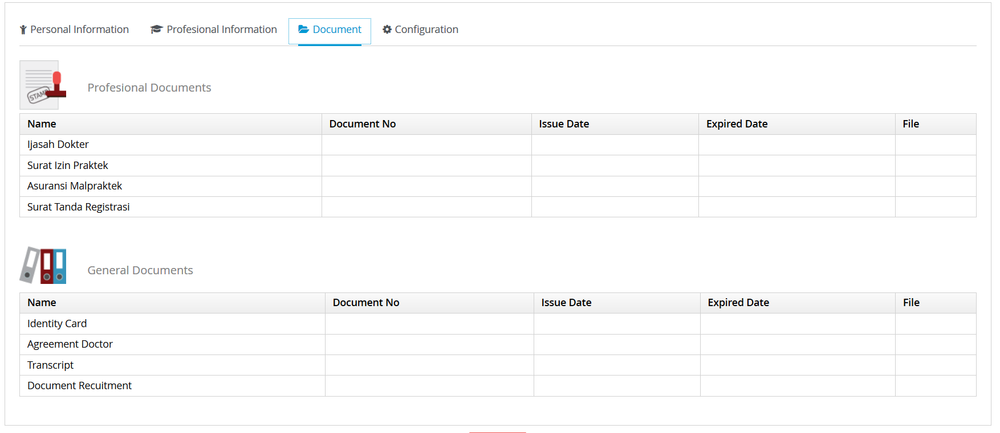 Personal Information Profesional Information Document Configuration
STAMP
Profesional Documents
Name Document No Issue Date Expired Date File
Ijasah Dokter
Surat Izin Praktek
Asuransi Malpraktek
Surat Tanda Registrasi
General Documents
Name Document No Issue Date Expired Date File
Identity Card
Agreement Doctor
Transcript
Document Recuitment